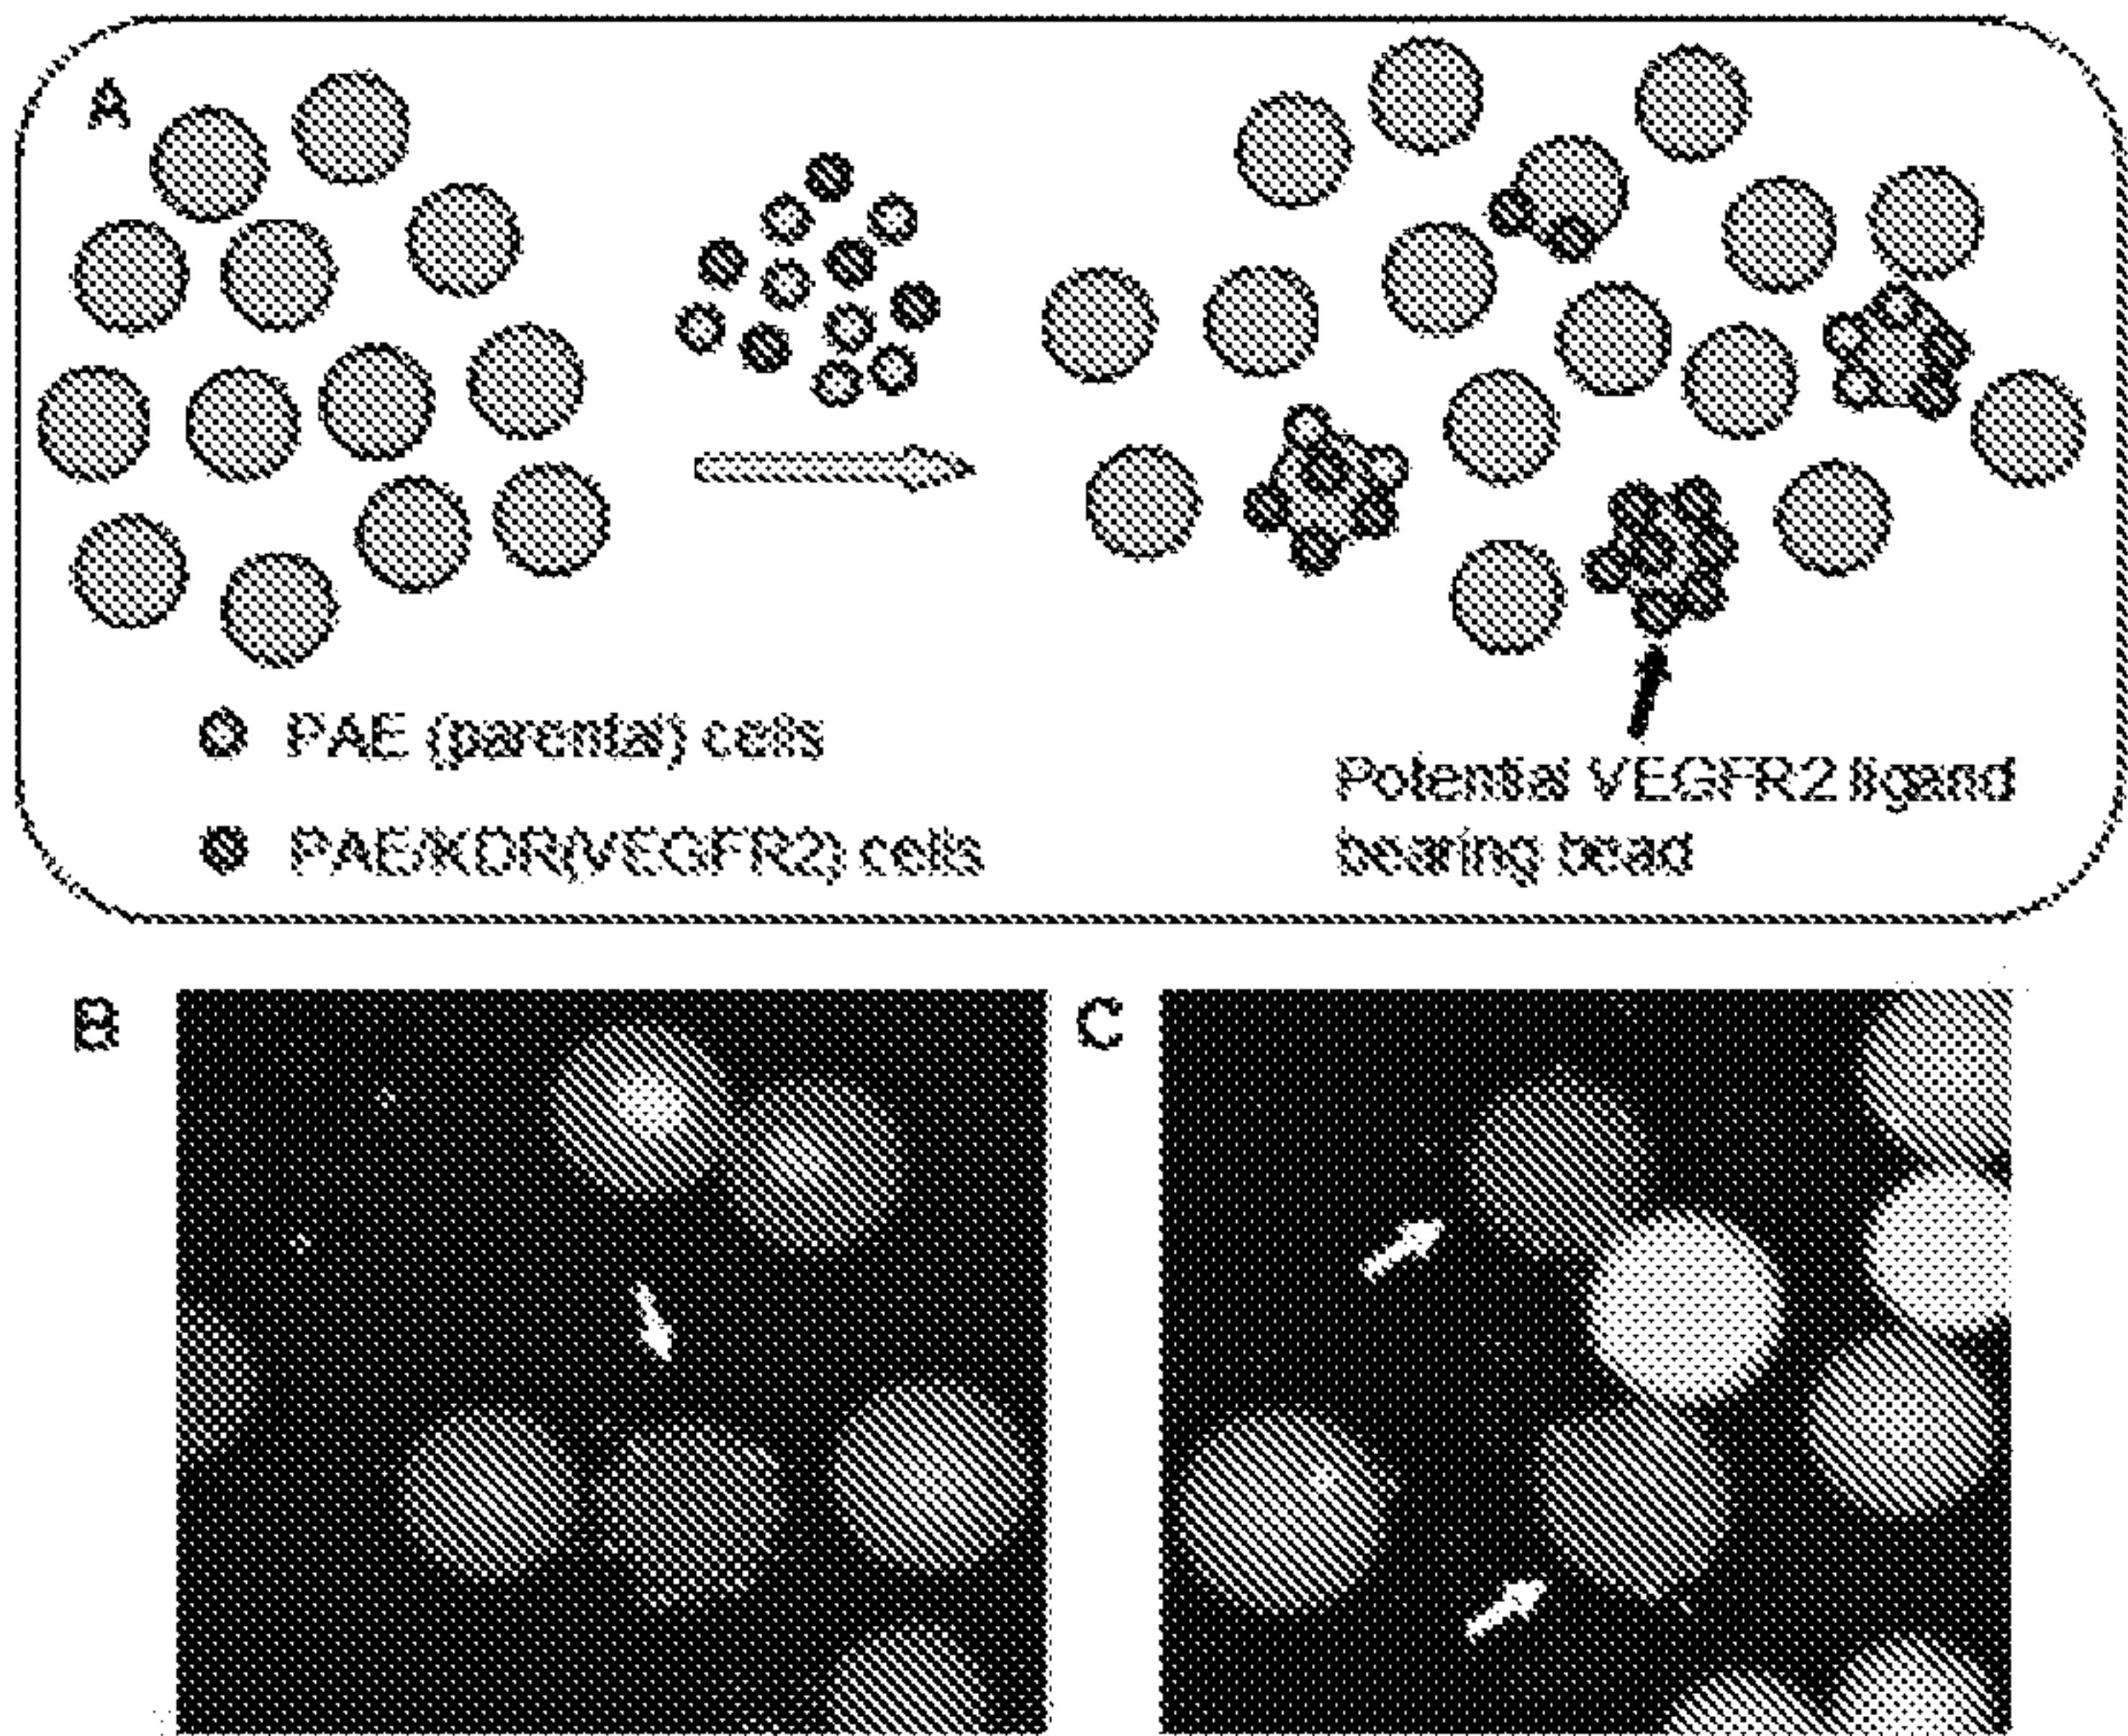 A
PAE (parental) cells
PAE/KDR(VEGFR2) cells
Potential VEGFR2 ligand
bearing bead
B
C